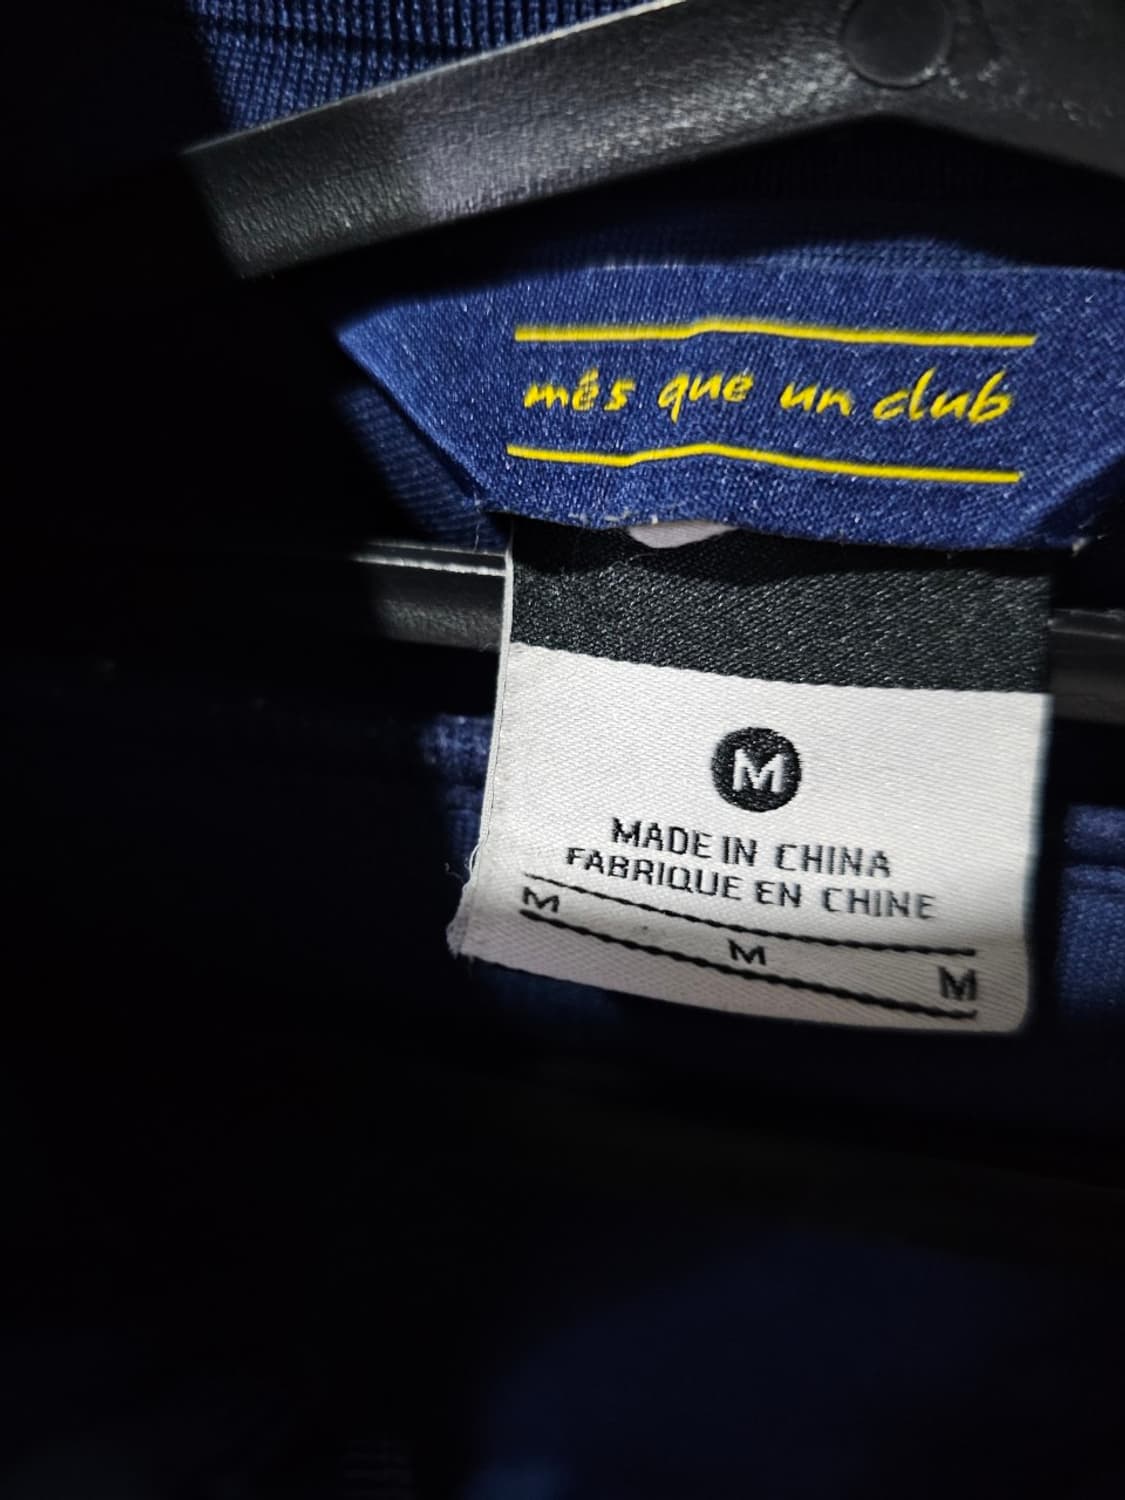 més que un club
M
MADE IN CHINA
FABRIQUE EN CHINE
M M M